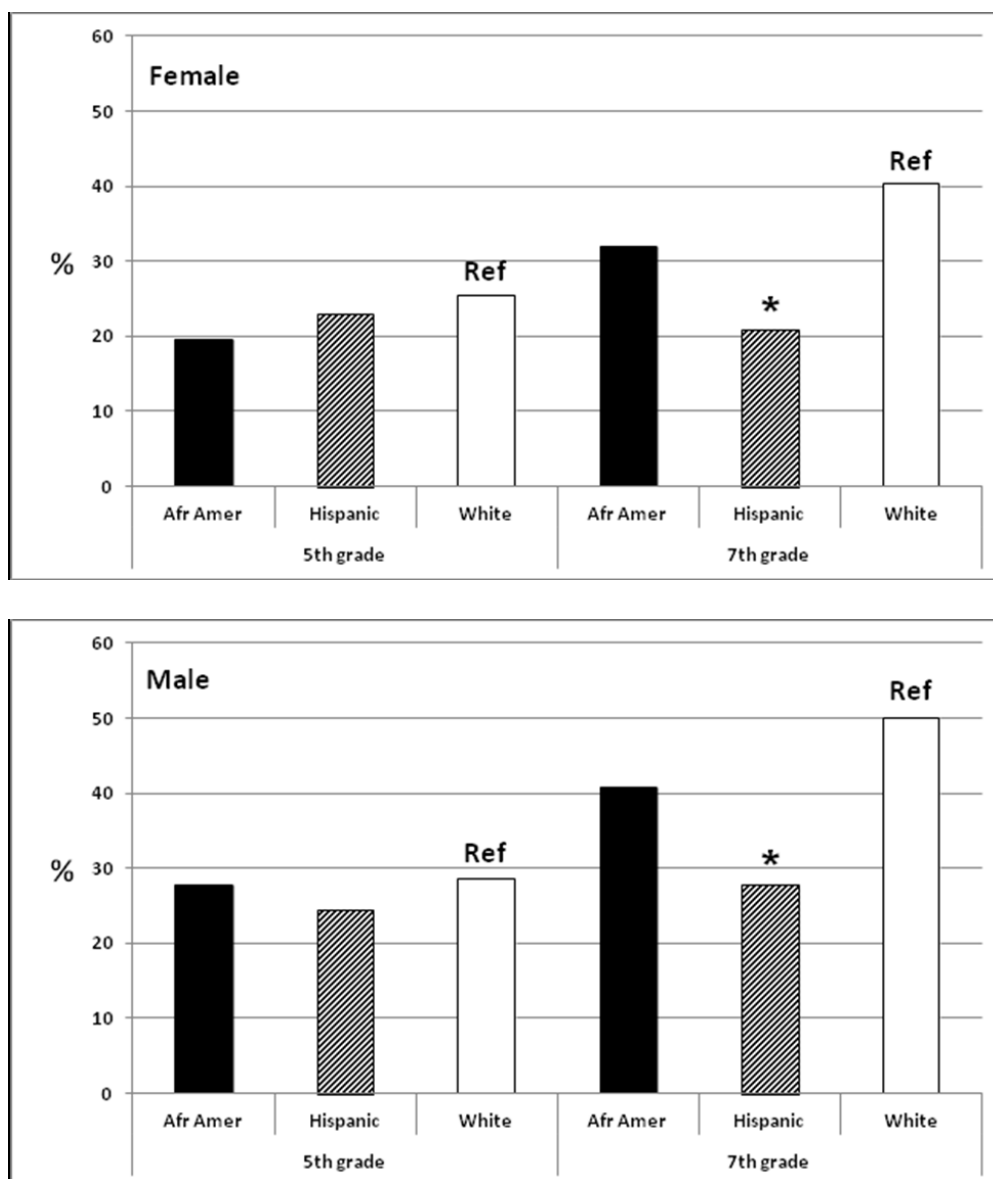 60
Female
50
Ref
40
% 30
Ref
*
20
10
0
Afr Amer Hispanic White Afr Amer Hispanic White
5th grade 7th grade
60
Male
Ref
50
40
Ref
*
% 30
20
10
0
Afr Amer Hispanic White Afr Amer Hispanic White
5th grade 7th grade